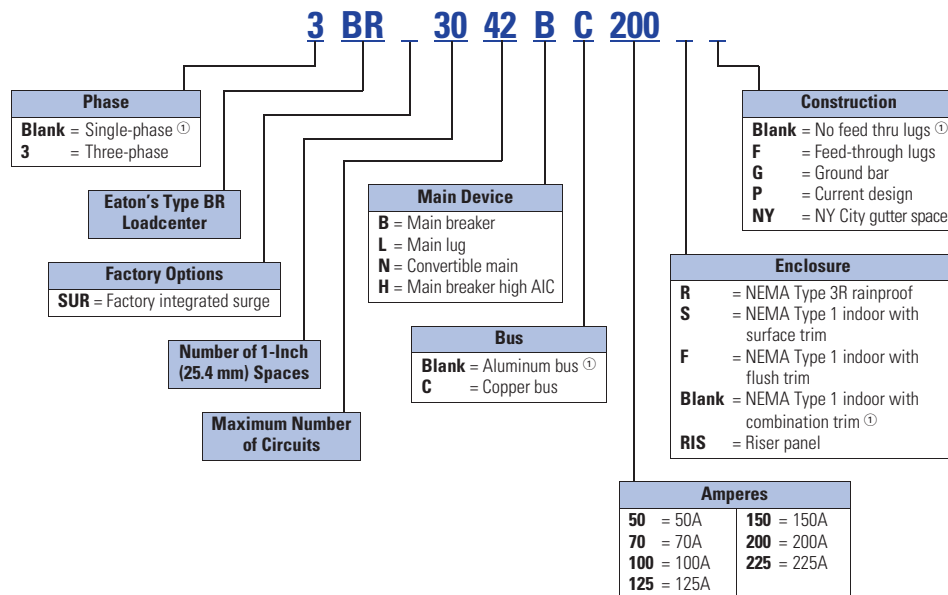 3 BR _ 30 42 B C 200 _ _
Phase
Blank = Single-phase ①
3 = Three-phase
Eaton's Type BR
Loadcenter
Factory Options
SUR = Factory integrated surge
Number of 1-Inch
(25.4 mm) Spaces
Maximum Number
of Circuits
Main Device
B = Main breaker
L = Main lug
N = Convertible main
H = Main breaker high AIC
Bus
Blank = Aluminum bus ①
C = Copper bus
Construction
Blank = No feed thru lugs ①
F = Feed-through lugs
G = Ground bar
P = Current design
NY = NY City gutter space
Enclosure
R = NEMA Type 3R rainproof
S = NEMA Type 1 indoor with
surface trim
F = NEMA Type 1 indoor with
flush trim
Blank = NEMA Type 1 indoor with
combination trim ①
RIS = Riser panel
Amperes
50 = 50A 150 = 150A
70 = 70A 200 = 200A
100 = 100A 225 = 225A
125 = 125A